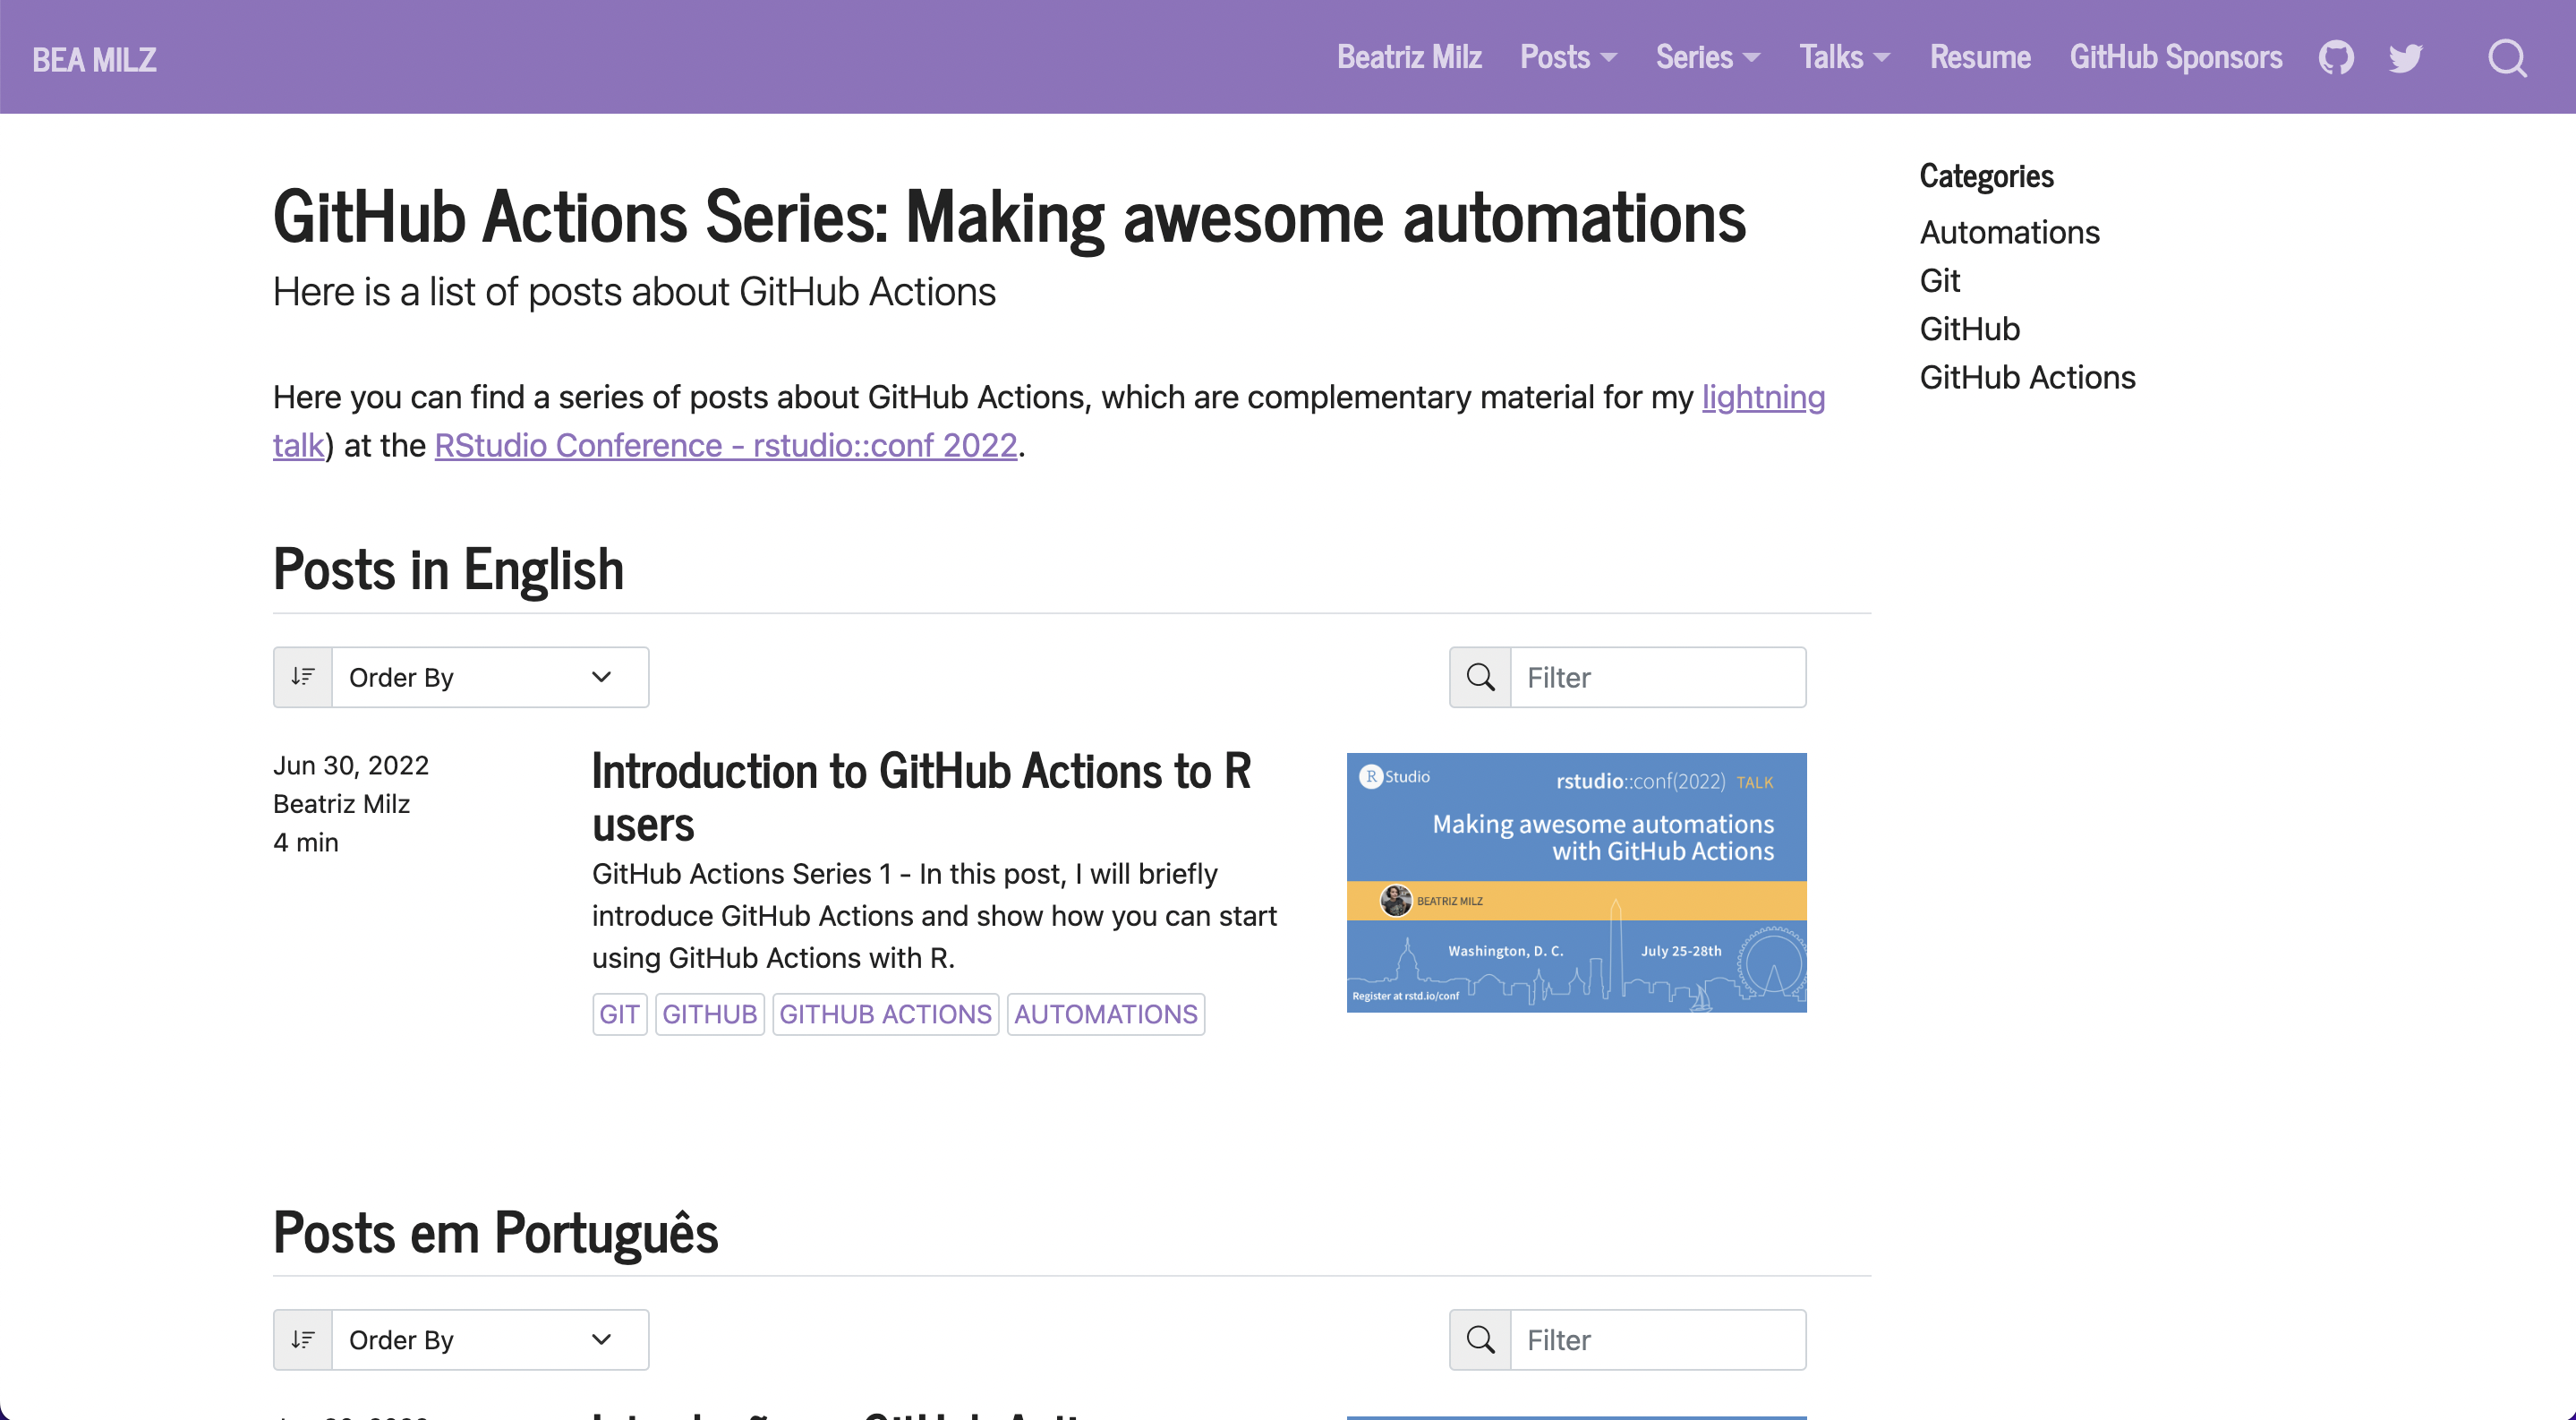 BEA MILZ
Beatriz Milz Posts Series Talks Resume GitHub Sponsors
GitHub Actions Series: Making awesome automations
Here is a list of posts about GitHub Actions
Here you can find a series of posts about GitHub Actions, which are complementary material for my lightning
talk) at the RStudio Conference - rstudio::conf 2022.
Categories
Automations
Git
GitHub
GitHub Actions
Posts in English
Order By
Filter
Jun 30, 2022
Beatriz Milz
4 min
Introduction to GitHub Actions to R
users
GitHub Actions Series 1 - In this post, I will briefly
introduce GitHub Actions and show how you can start
using GitHub Actions with R.
GIT GITHUB GITHUB ACTIONS AUTOMATIONS
R Studio
rstudio::conf(2022) TALK
Making awesome automations
with GitHub Actions
BEATRIZ MILZ
Washington, D. C. July 25-28th
Register at rstd.io/conf
Posts em Português
Order By
Filter